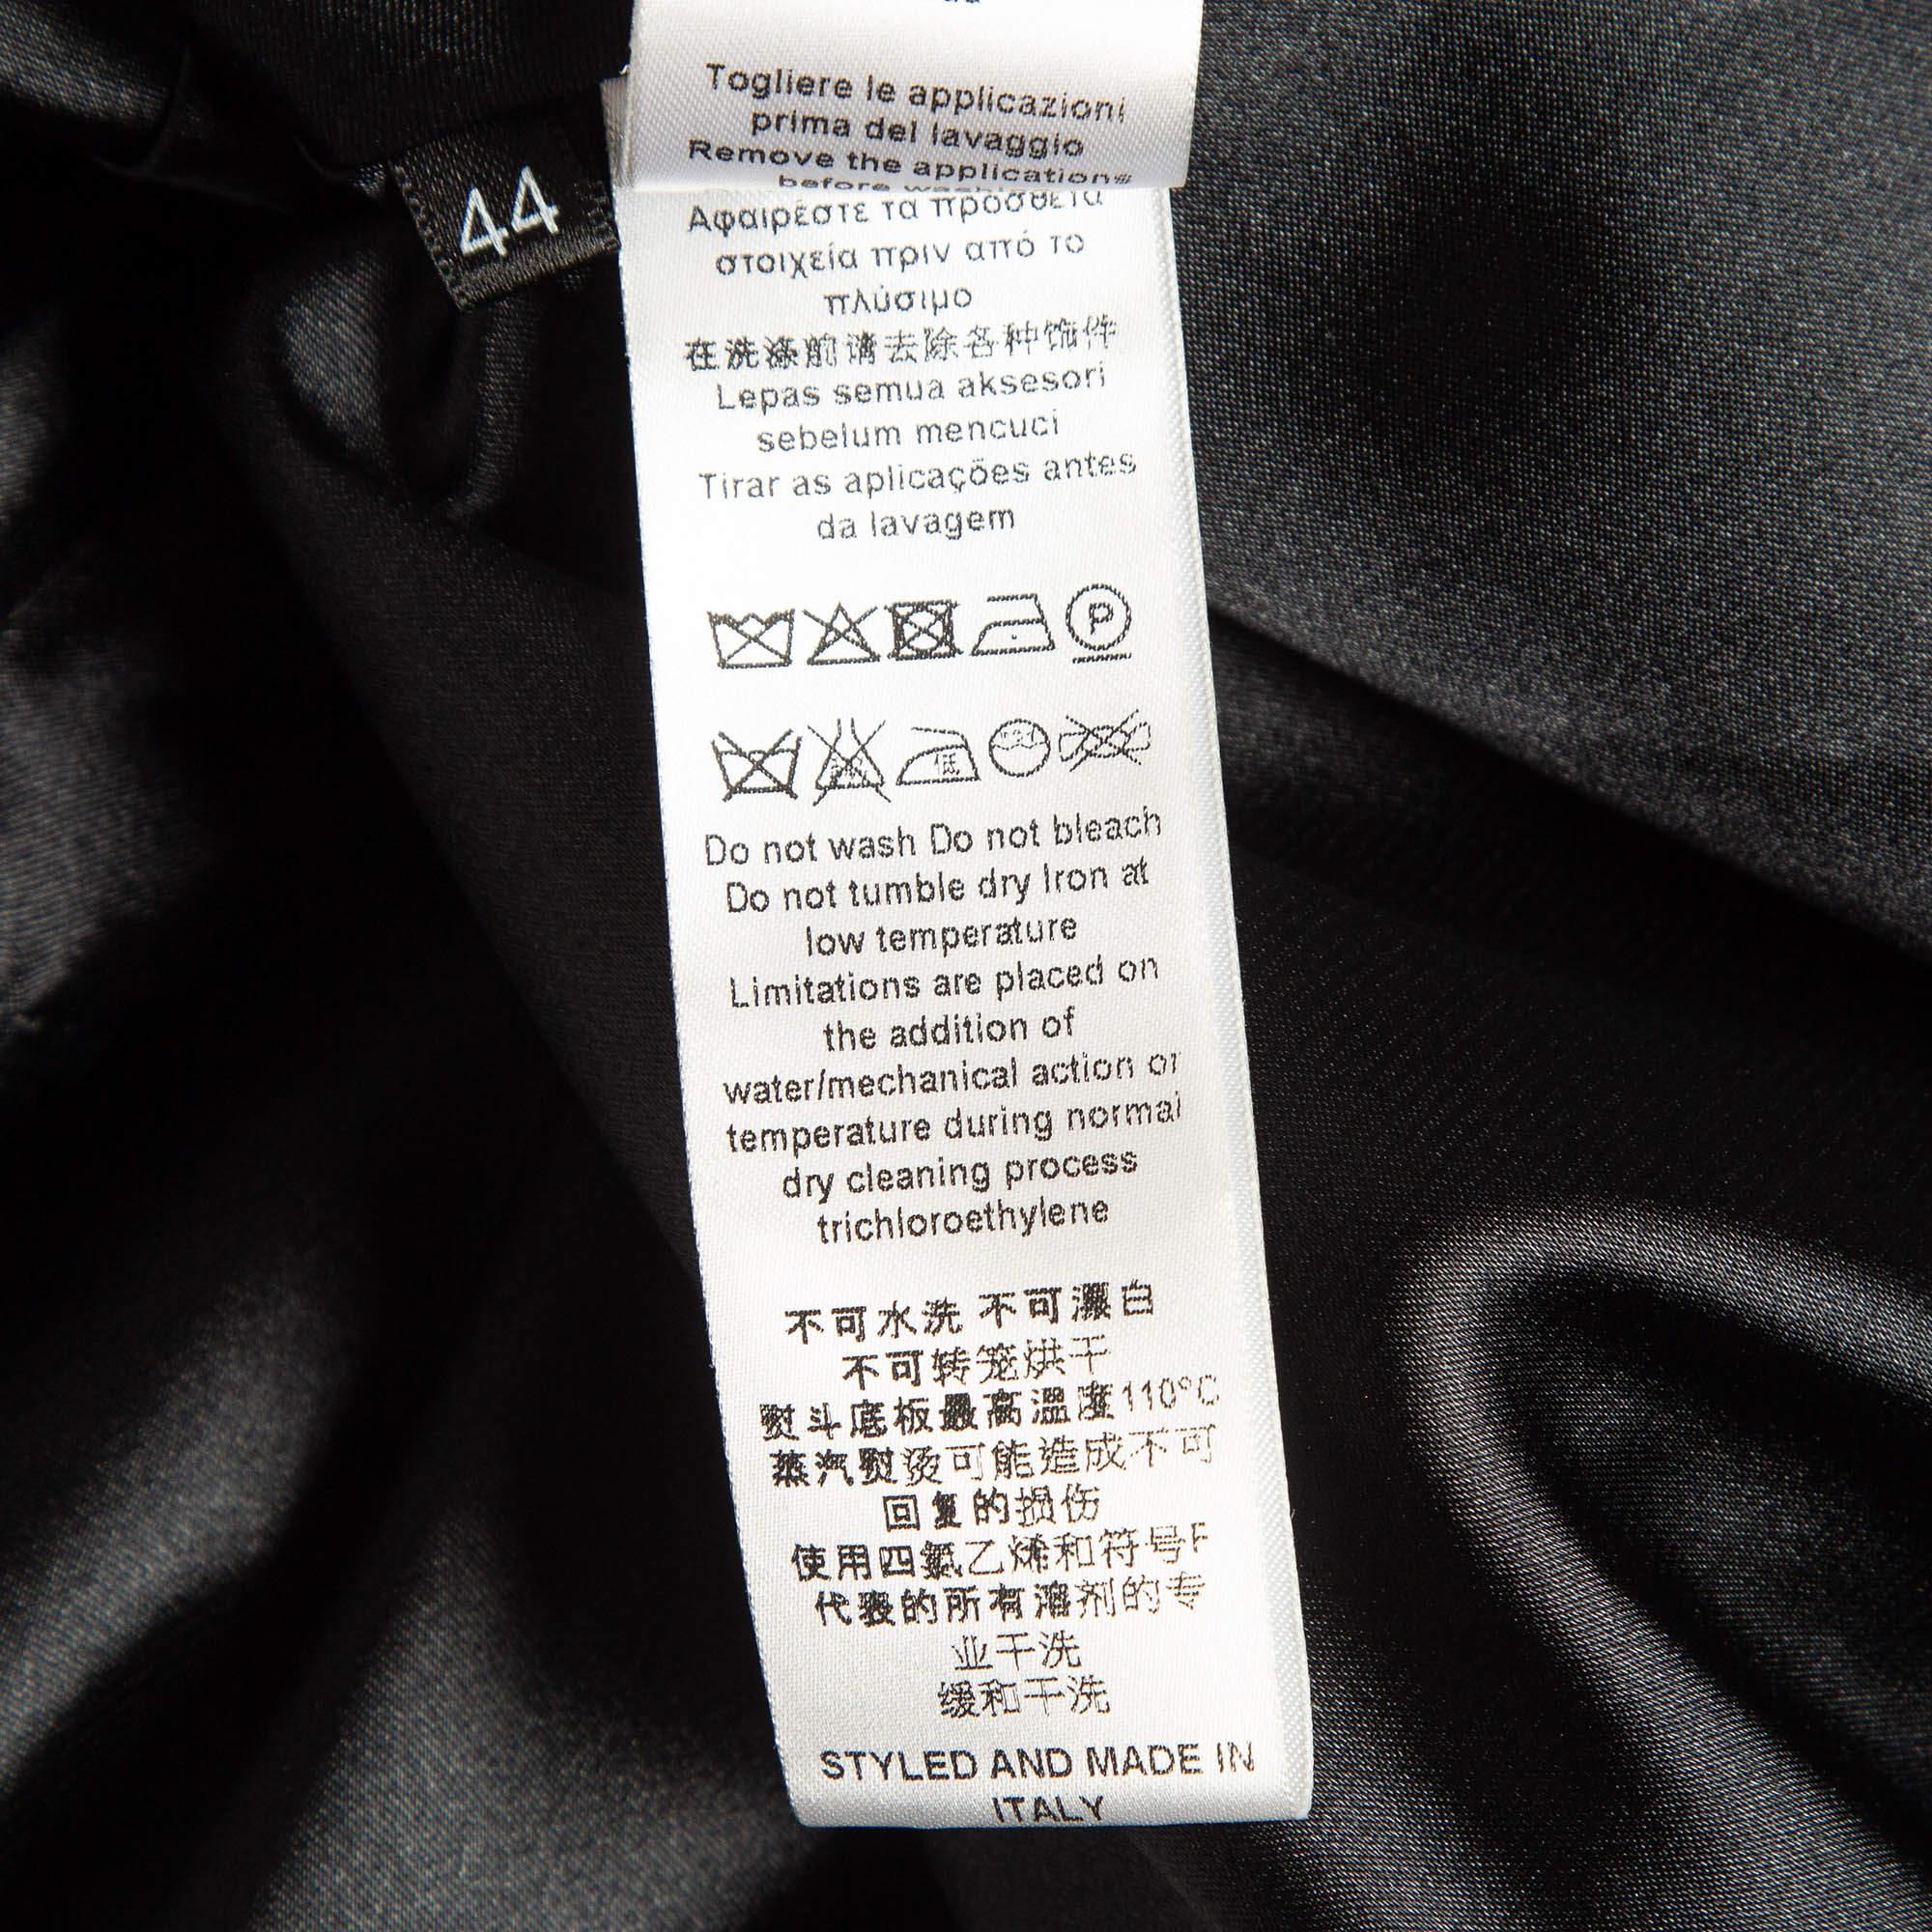 Togliere le applicazioni
prima del lavaggio
Remove the applications
before
44
Αφαιρέστε τα πρόσθετα
στοιχεία πριν από το
πλύσιμο
在洗涤前请去除各种饰件
Lepas semua aksesori
sebelum mencuci
Tirar as aplicações antes
da lavagem
P
低
Do not wash Do not bleach
Do not tumble dry Iron at
low temperature
Limitations are placed on
the addition of
water/mechanical action or
temperature during normal
dry cleaning process
trichloroethylene
不可水洗 不可漂白
不可转笼烘干
熨斗底板最高温度110°C
蒸汽熨烫可能造成不可
回复的损伤
使用四氯乙烯和符号F
代表的所有溶剂的专
业干洗
缓和干洗
STYLED AND MADE IN
ITALY